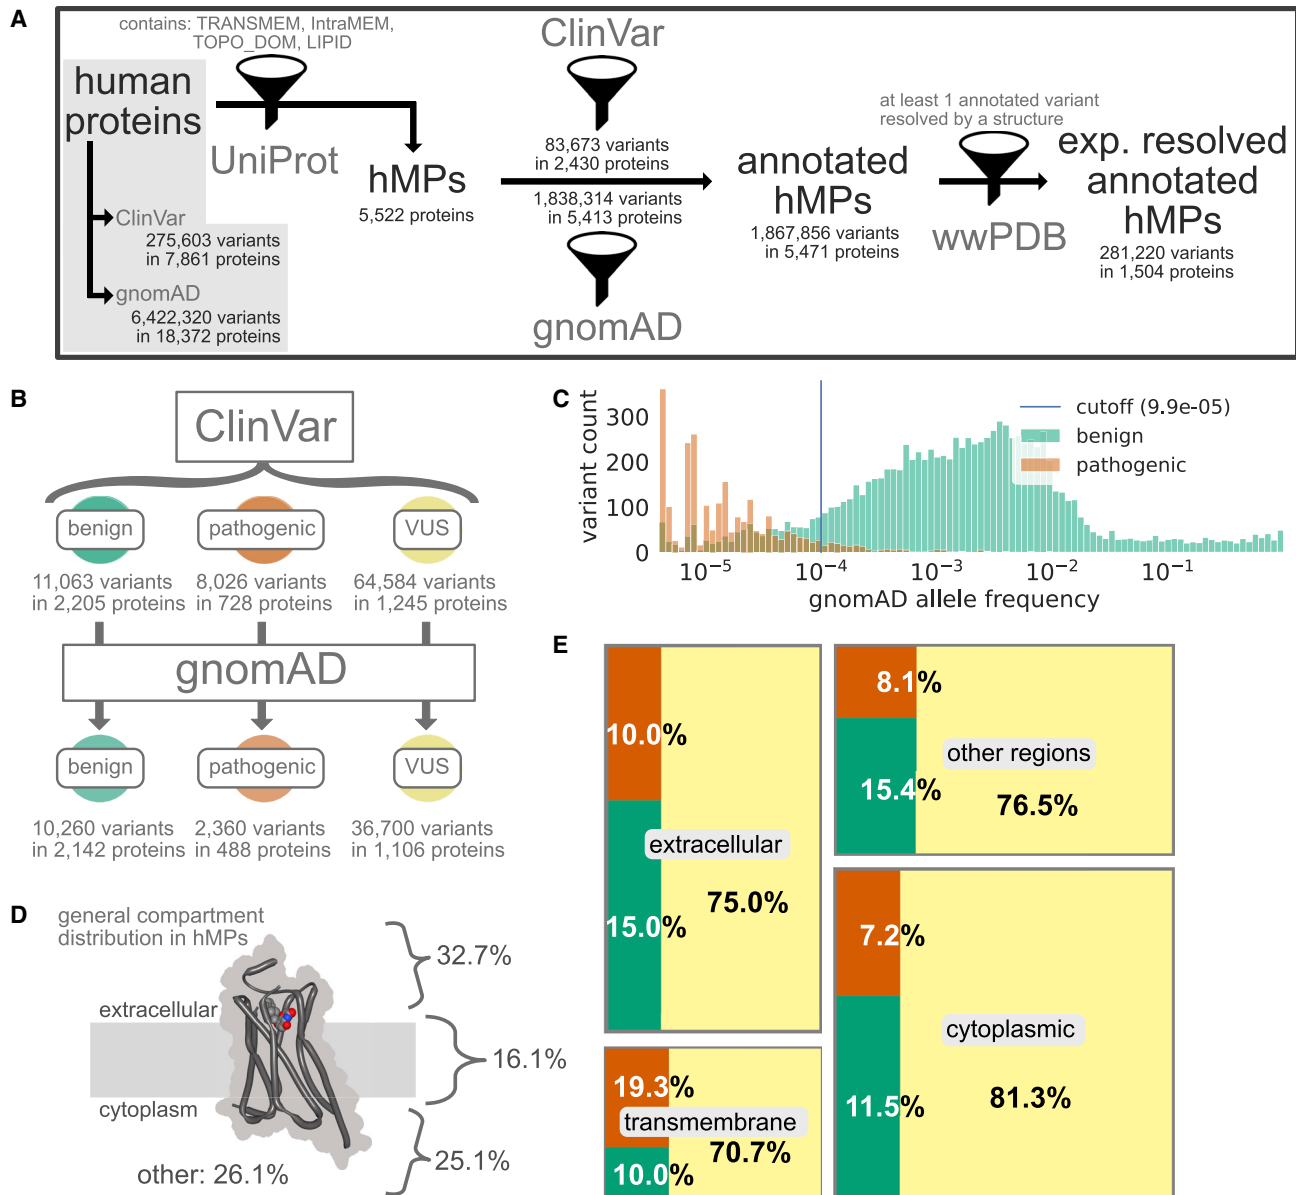 A
contains: TRANSMEM, IntraMEM,
TOPO_DOM, LIPID
human
proteins
UniProt
ClinVar
275,603 variants
in 7,861 proteins
gnomAD
6,422,320 variants
in 18,372 proteins
hMPs
5,522 proteins
ClinVar
83,673 variants
in 2,430 proteins
1,838,314 variants
in 5,413 proteins
gnomAD
annotated
hMPs
1,867,856 variants
in 5,471 proteins
at least 1 annotated variant
resolved by a structure
wwPDB
exp. resolved
annotated
hMPs
281,220 variants
in 1,504 proteins
B
ClinVar
benign
pathogenic
VUS
11,063 variants
in 2,205 proteins
8,026 variants
in 728 proteins
64,584 variants
in 1,245 proteins
gnomAD
benign
pathogenic
VUS
10,260 variants
in 2,142 proteins
2,360 variants
in 488 proteins
36,700 variants
in 1,106 proteins
C
variant count
300
200
100
0
cutoff (9.9e-05)
benign
pathogenic
10⁻⁵
10⁻⁴
10⁻³
10⁻²
10⁻¹
gnomAD allele frequency
D
general compartment
distribution in hMPs
32.7%
extracellular
16.1%
cytoplasm
25.1%
other: 26.1%
E
10.0%
extracellular
75.0%
15.0%
8.1%
other regions
15.4%
76.5%
19.3%
transmembrane
70.7%
10.0%
7.2%
cytoplasmic
81.3%
11.5%